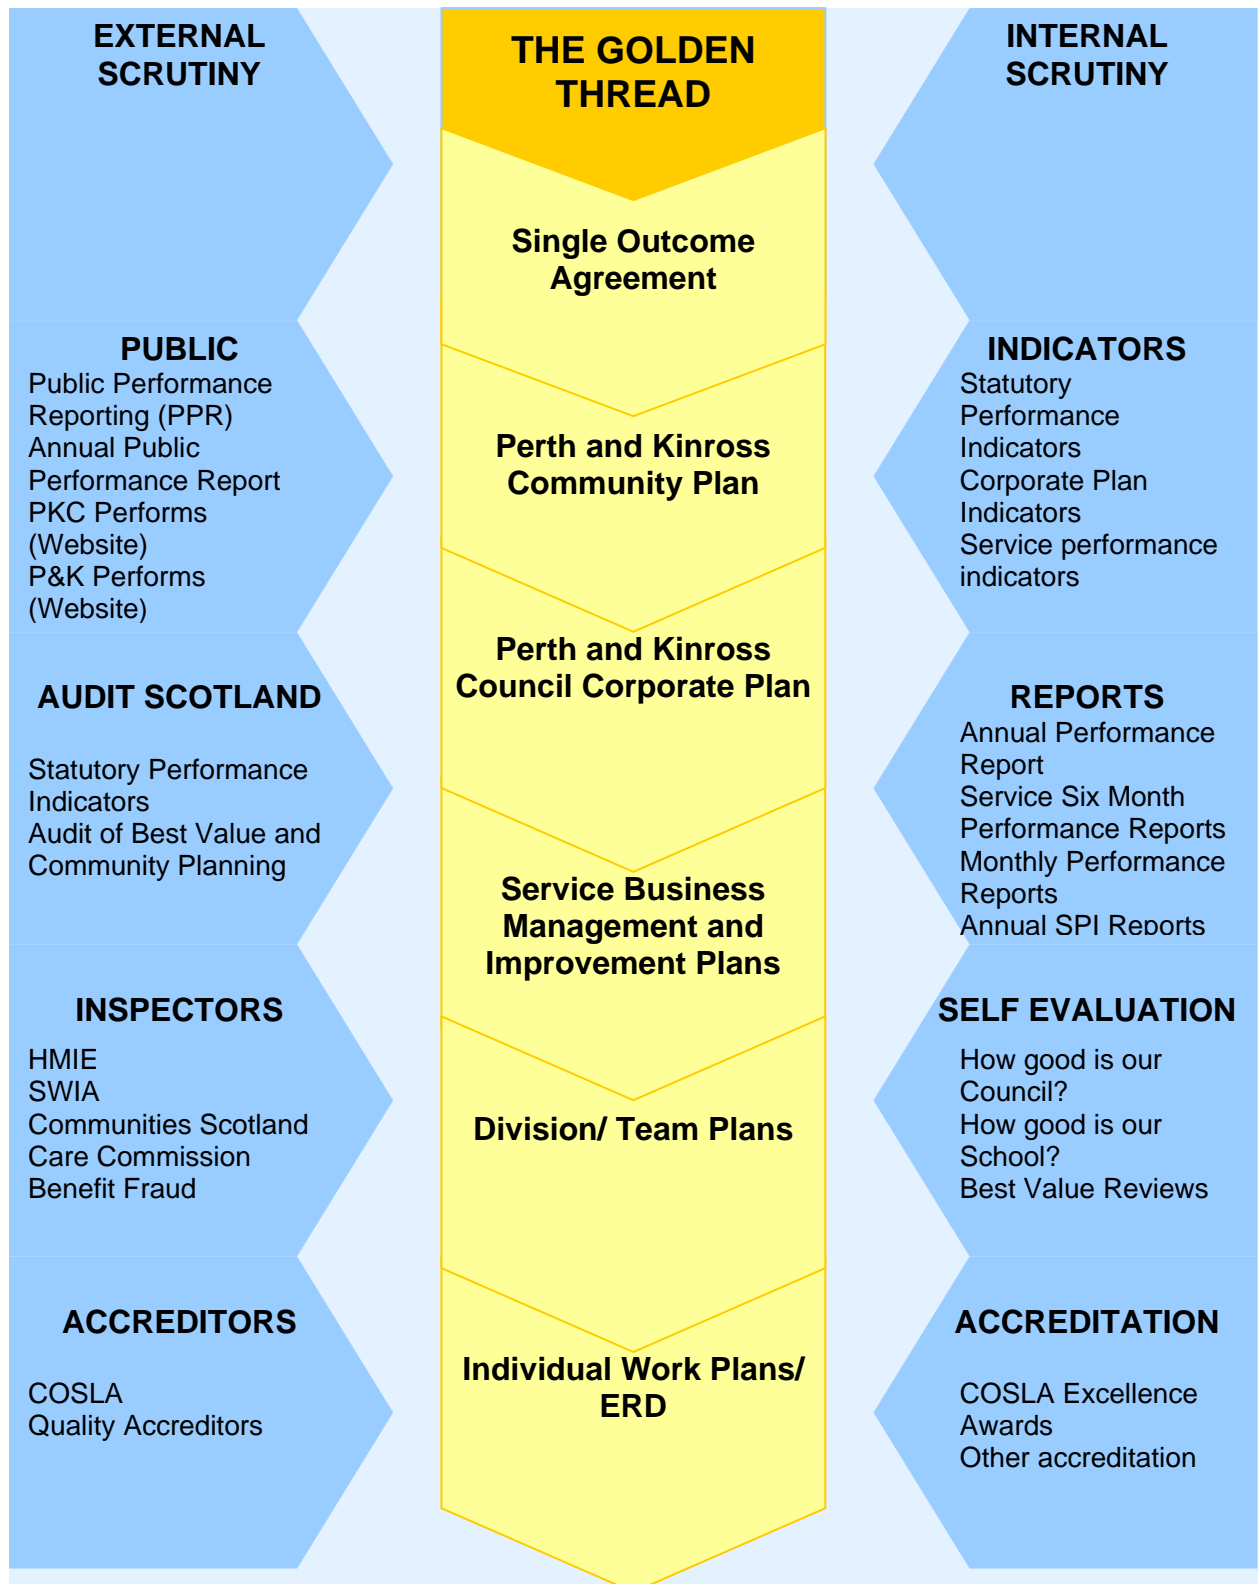 EXTERNAL
SCRUTINY
PUBLIC
Public Performance
Reporting (PPR)
Annual Public
Performance Report
PKC Performs
(Website)
P&K Performs
(Website)
AUDIT SCOTLAND
Statutory Performance
Indicators
Audit of Best Value and
Community Planning
INSPECTORS
HMIE
SWIA
Communities Scotland
Care Commission
Benefit Fraud
ACCREDITORS
COSLA
Quality Accreditors
THE GOLDEN
THREAD
Single Outcome
Agreement
Perth and Kinross
Community Plan
Perth and Kinross
Council Corporate Plan
Service Business
Management and
Improvement Plans
Division/ Team Plans
Individual Work Plans/
ERD
INTERNAL
SCRUTINY
INDICATORS
Statutory
Performance
Indicators
Corporate Plan
Indicators
Service performance
indicators
REPORTS
Annual Performance
Report
Service Six Month
Performance Reports
Monthly Performance
Reports
Annual SPI Reports
SELF EVALUATION
How good is our
Council?
How good is our
School?
Best Value Reviews
ACCREDITATION
COSLA Excellence
Awards
Other accreditation